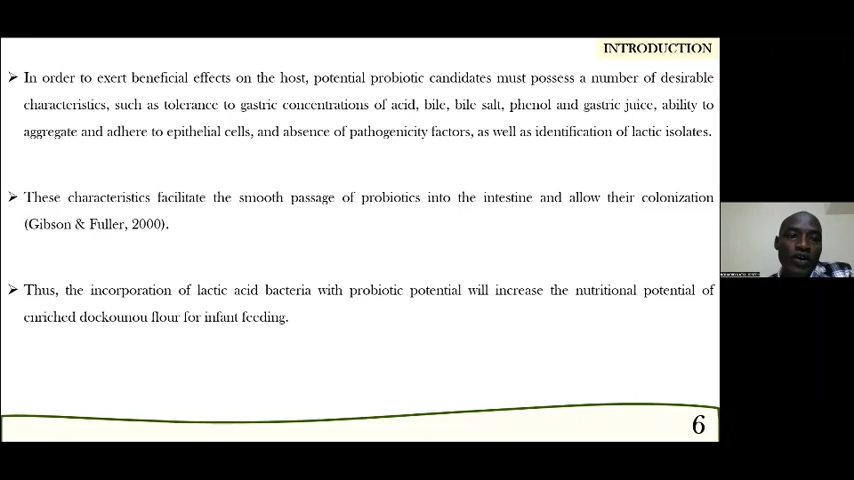 INTRODUCTION
➢ In order to exert beneficial effects on the host, potential probiotic candidates must possess a number of desirable
characteristics, such as tolerance to gastric concentrations of acid, bile, bile salt, phenol and gastric juice, ability to
aggregate and adhere to epithelial cells, and absence of pathogenicity factors, as well as identification of lactic isolates.
➢ These characteristics facilitate the smooth passage of probiotics into the intestine and allow their colonization
(Gibson & Fuller, 2000).
➢ Thus, the incorporation of lactic acid bacteria with probiotic potential will increase the nutritional potential of
enriched dockounou flour for infant feeding.
6